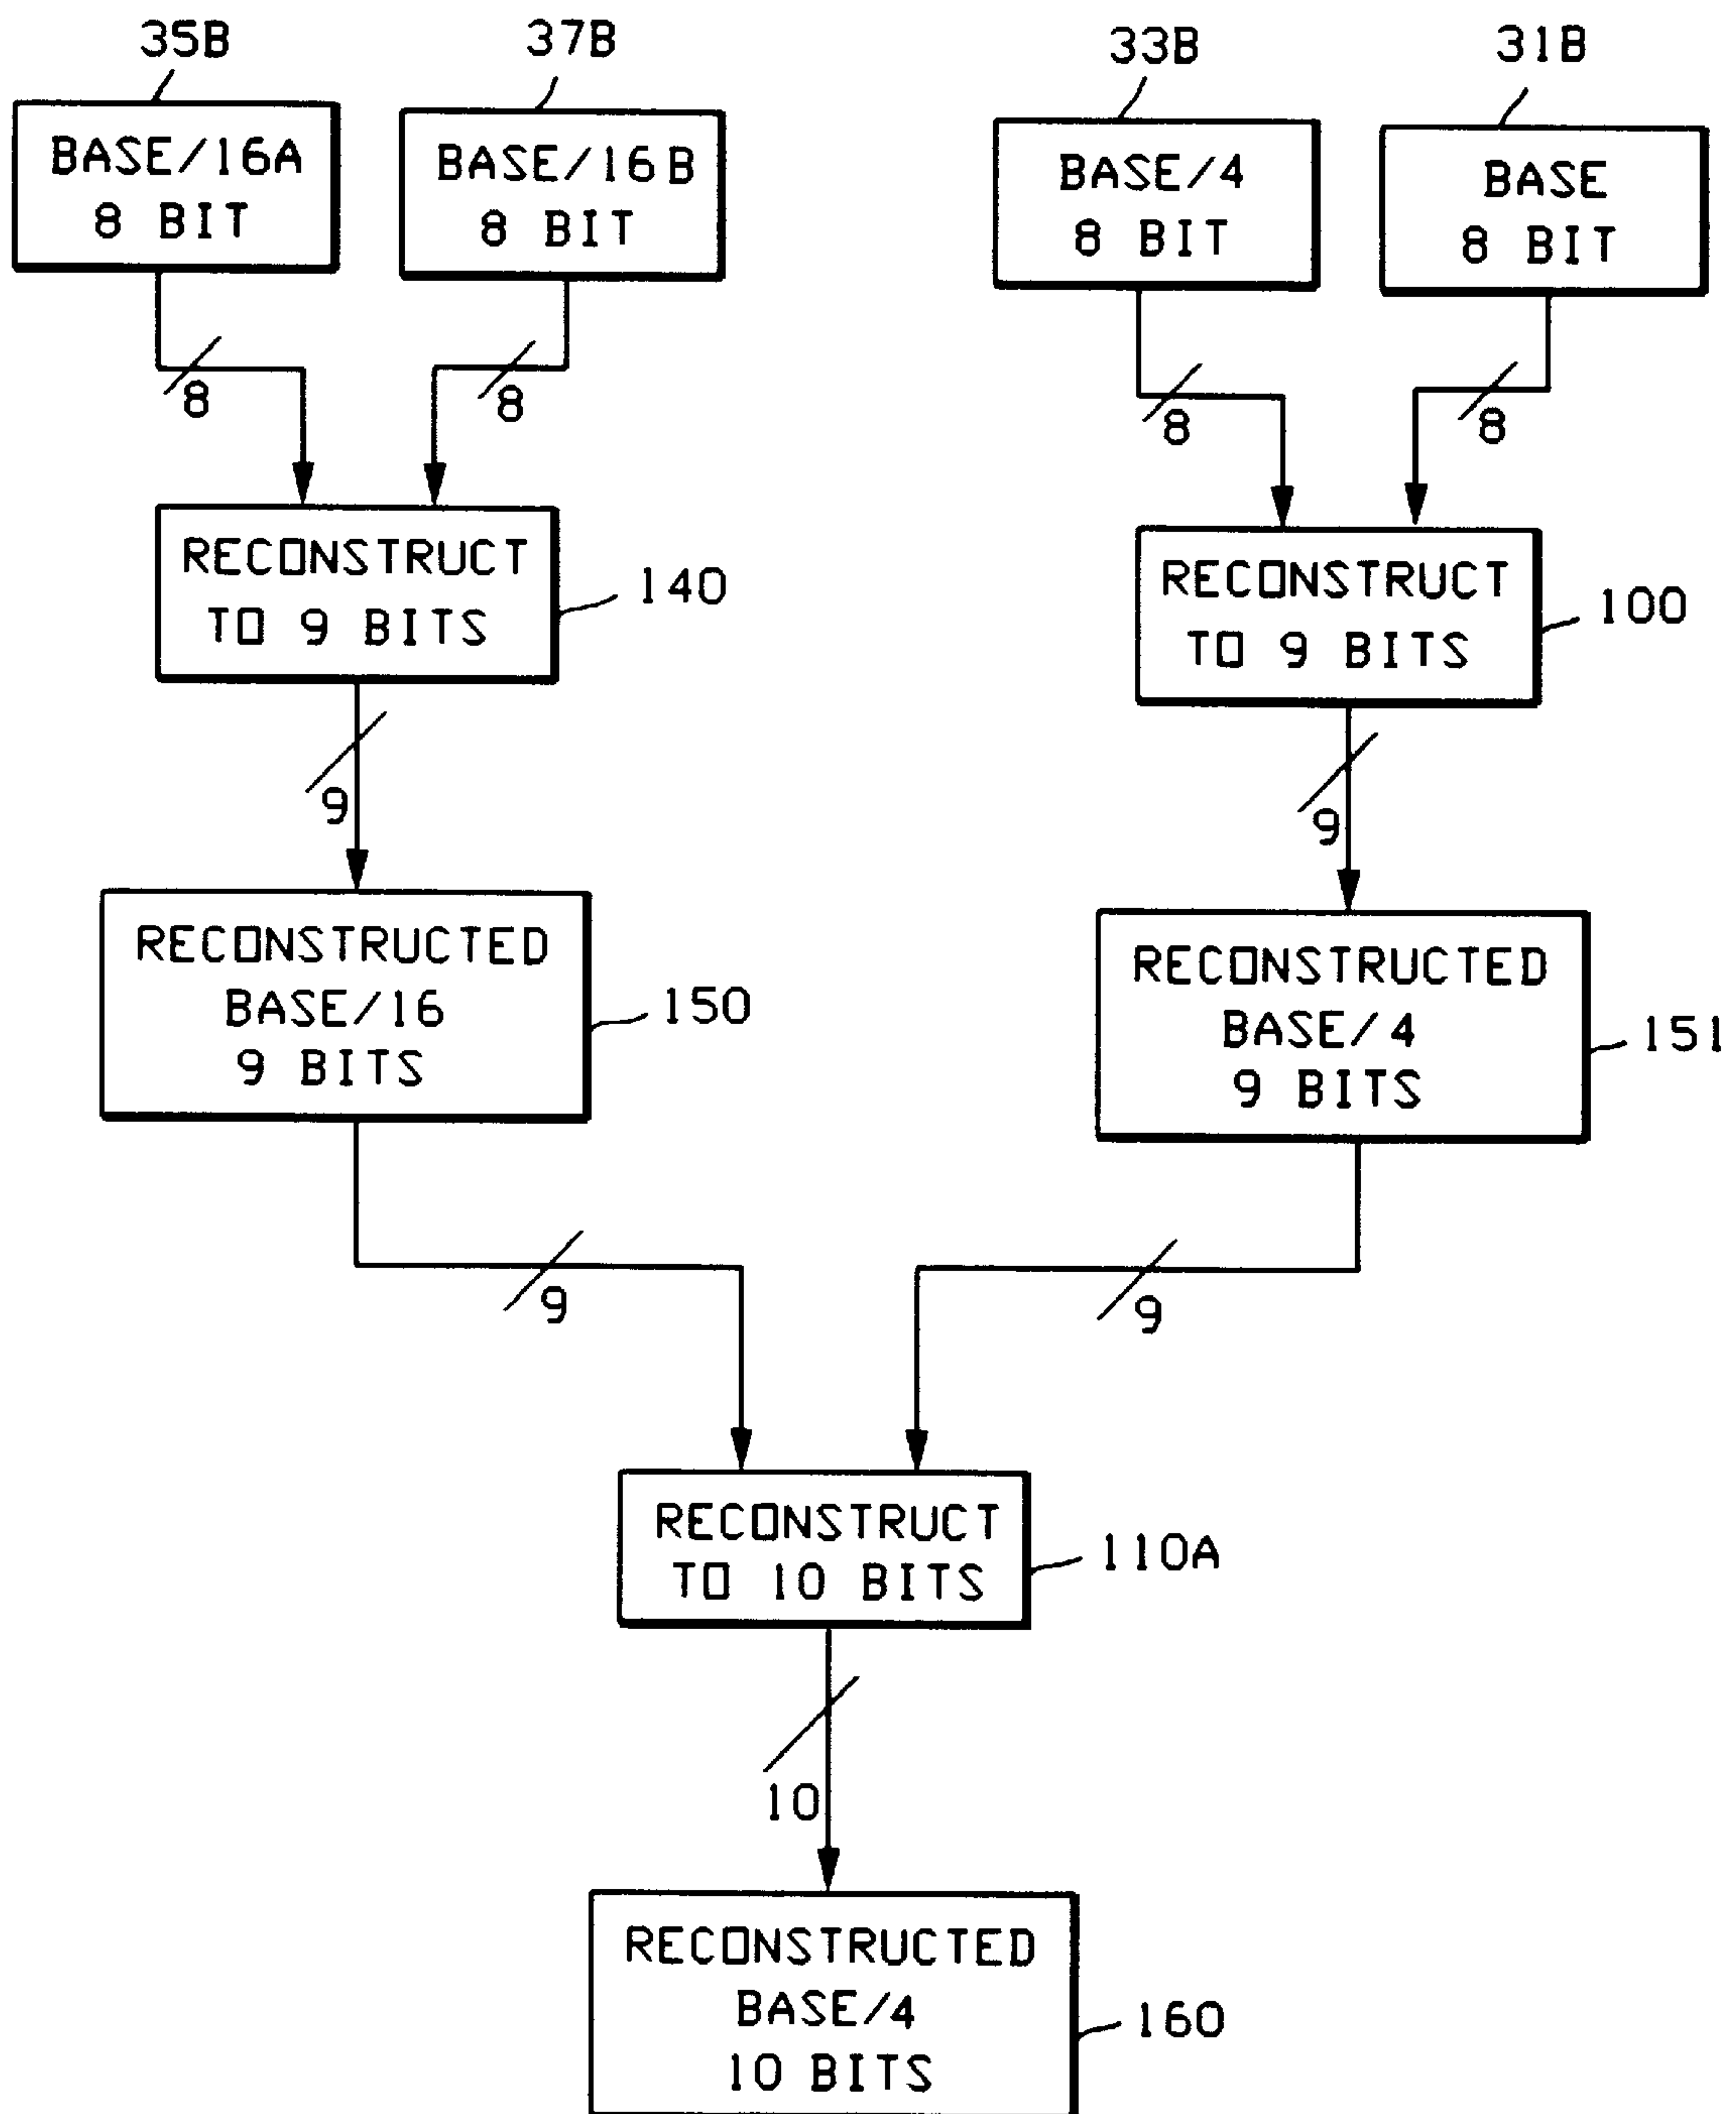 35B
37B
33B
31B
BASE/16A
8 BIT
BASE/16B
8 BIT
BASE/4
8 BIT
BASE
8 BIT
8
8
8
8
RECONSTRUCT
TO 9 BITS
140
RECONSTRUCT
TO 9 BITS
100
9
9
RECONSTRUCTED
BASE/16
9 BITS
150
RECONSTRUCTED
BASE/4
9 BITS
151
9
9
RECONSTRUCT
TO 10 BITS
110A
10
RECONSTRUCTED
BASE/4
10 BITS
160